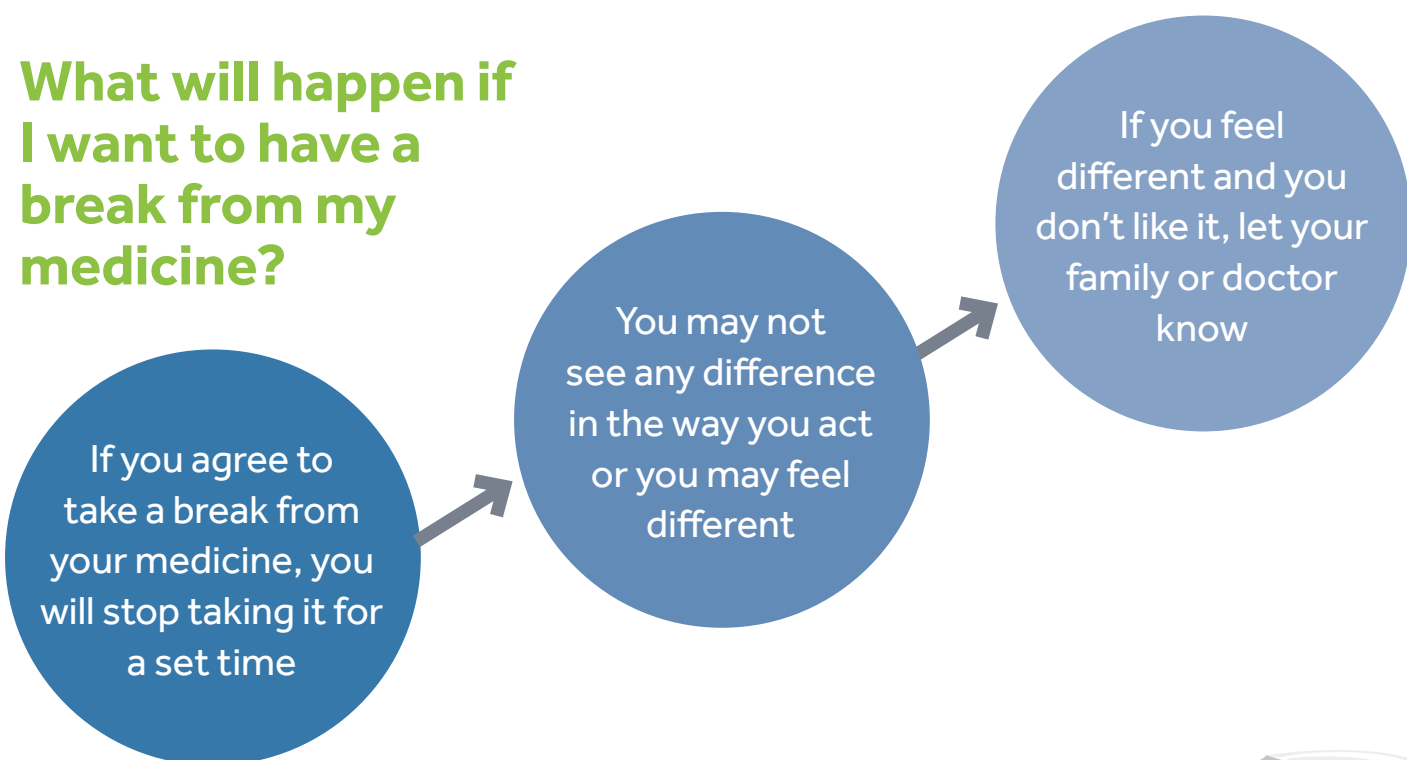 What will happen if
I want to have a
break from my
medicine?
If you agree to
take a break from
your medicine, you
will stop taking it for
a set time
You may not
see any difference
in the way you act
or you may feel
different
If you feel
different and you
don't like it, let your
family or doctor
know